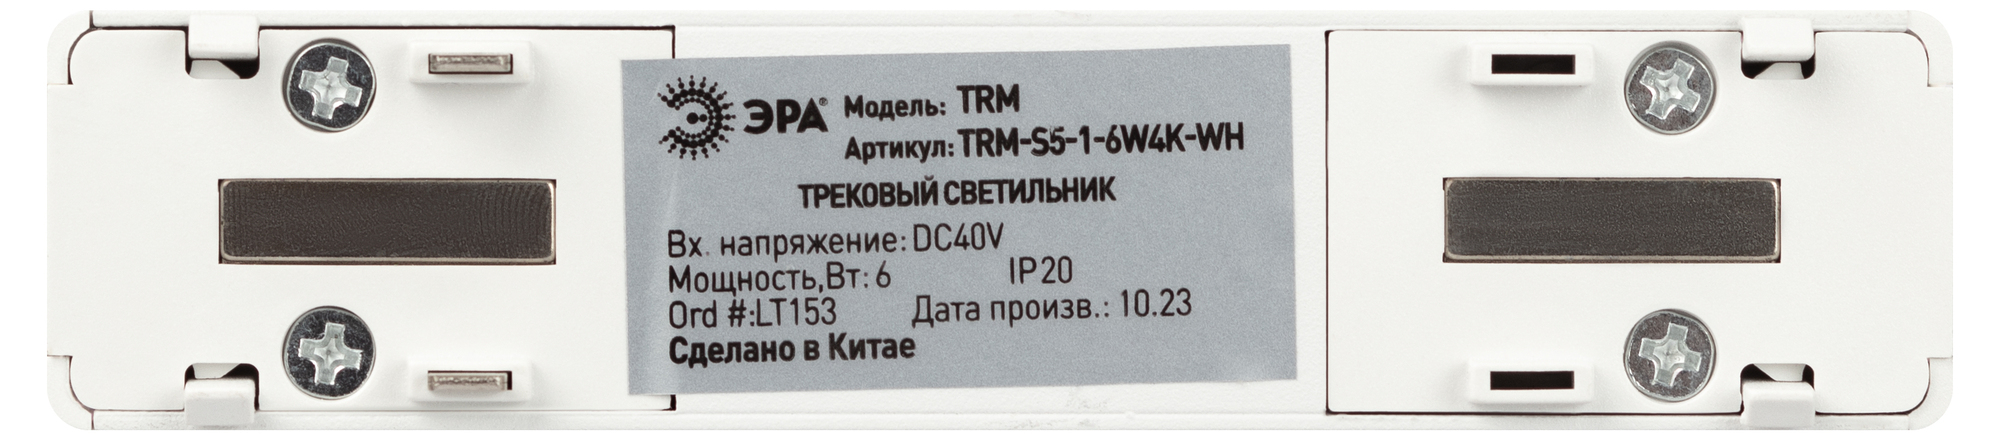 ЭРА® Модель: TRM
Артикул: TRM-S5-1-6W4K-WH
ТРЕКОВЫЙ СВЕТИЛЬНИК
Вх. напряжение: DC40V
Мощность,Вт: 6 IP20
Ord #:LT153 Дата произв.: 10.23
Сделано в Китае